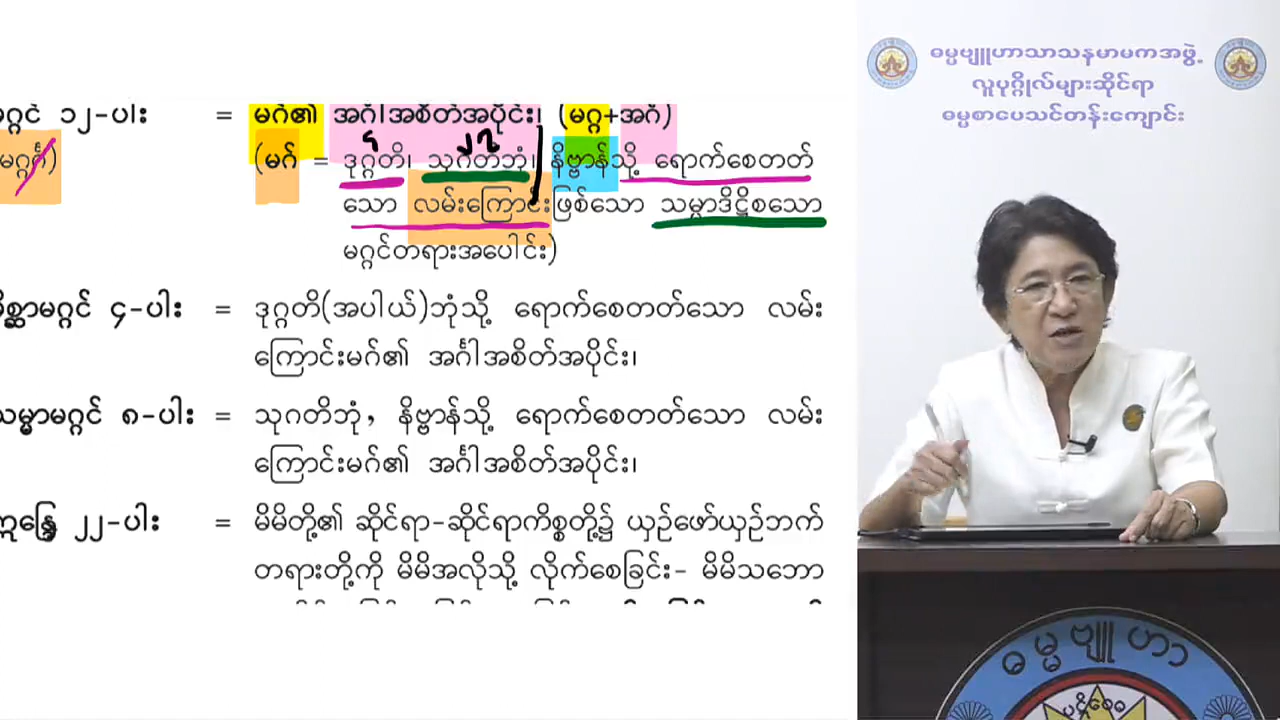 မဂ္ဂင် ၁၂-ပါး = မဂ်၏ အင်္ဂါအစိတ်အပိုင်း၊ (မဂ္ဂ+အင်္ဂ)
(မဂ် = ဒုဂ္ဂတိ၊ သုဂတိဘုံ၊ နိဗ္ဗာန်သို့ ရောက်စေတတ်
သော လမ်းကြောင်းဖြစ်သော သမ္မာဒိဋ္ဌိစသော
မဂ္ဂင်တရားအပေါင်း)
မိစ္ဆာမဂ္ဂင် ၄-ပါး = ဒုဂ္ဂတိ(အပါယ်)ဘုံသို့ ရောက်စေတတ်သော လမ်း
ကြောင်းမဂ်၏ အင်္ဂါအစိတ်အပိုင်း၊
သမ္မာမဂ္ဂင် ၈-ပါး = သုဂတိဘုံ, နိဗ္ဗာန်သို့ ရောက်စေတတ်သော လမ်း
ကြောင်းမဂ်၏ အင်္ဂါအစိတ်အပိုင်း၊
ဣန္ဒြေ ၂၂-ပါး = မိမိတို့၏ ဆိုင်ရာ-ဆိုင်ရာကိစ္စတို့၌ ယှဉ်ဖော်ယှဉ်ဘက်
တရားတို့ကို မိမိအလိုသို့ လိုက်စေခြင်း- မိမိသဘော
၄
၂၂
ဓမ္မဗျူဟာသာသနမာမကအဖွဲ့
လူပုဂ္ဂိုလ်များဆိုင်ရာ
ဓမ္မစာပေသင်တန်းကျောင်း
ဓမ္မဗျူဟာ